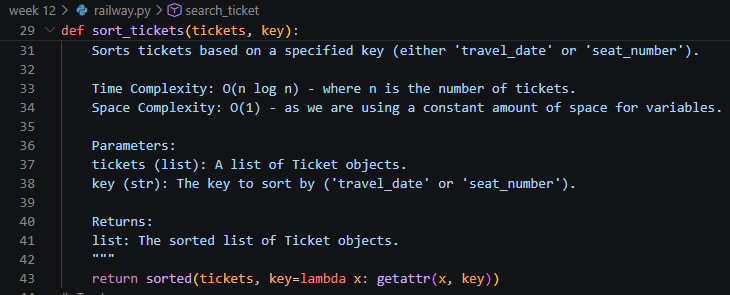 week 12 > railway.py > search_ticket
29 def sort_tickets(tickets, key):
31 Sorts tickets based on a specified key (either 'travel_date' or 'seat_number').
32
33 Time Complexity: O(n log n) - where n is the number of tickets.
34 Space Complexity: O(1) - as we are using a constant amount of space for variables.
35
36 Parameters:
37 tickets (list): A list of Ticket objects.
38 key (str): The key to sort by ('travel_date' or 'seat_number').
39
40 Returns:
41 list: The sorted list of Ticket objects.
42 """
43 return sorted(tickets, key=lambda x: getattr(x, key))